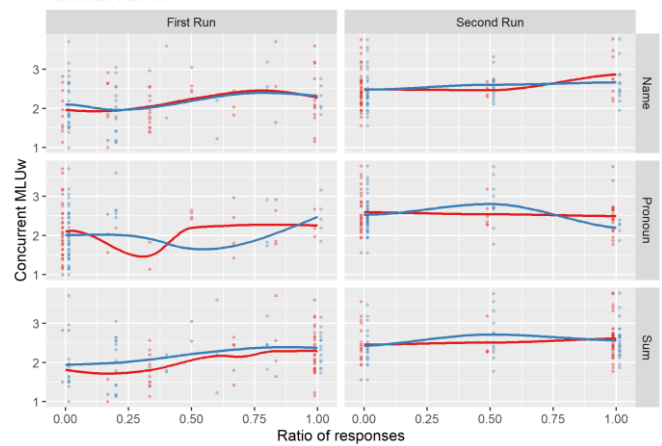 First Run
Second Run
3
2
1
Name
Concurrent MLUw
3
2
1
Pronoun
3
2
1
Sum
0.00 0.25 0.50 0.75 1.00 0.00 0.25 0.50 0.75 1.00
Ratio of responses